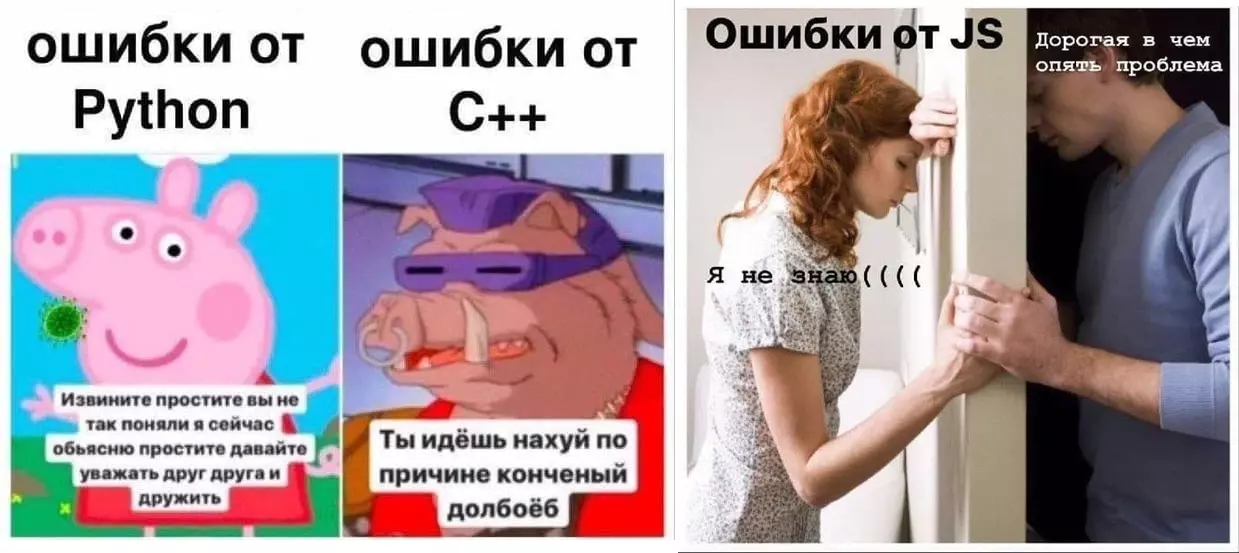 ошибки от
Python
Извините простите вы не
так поняли я сейчас
обьясню простите давайте
уважать друг друга и
дружить
ошибки от
C++
Ты идёшь нахуй по
причине конченый
долбоёб
Ошибки от JS
Дорогая в чем
опять проблема
Я не знаю((((